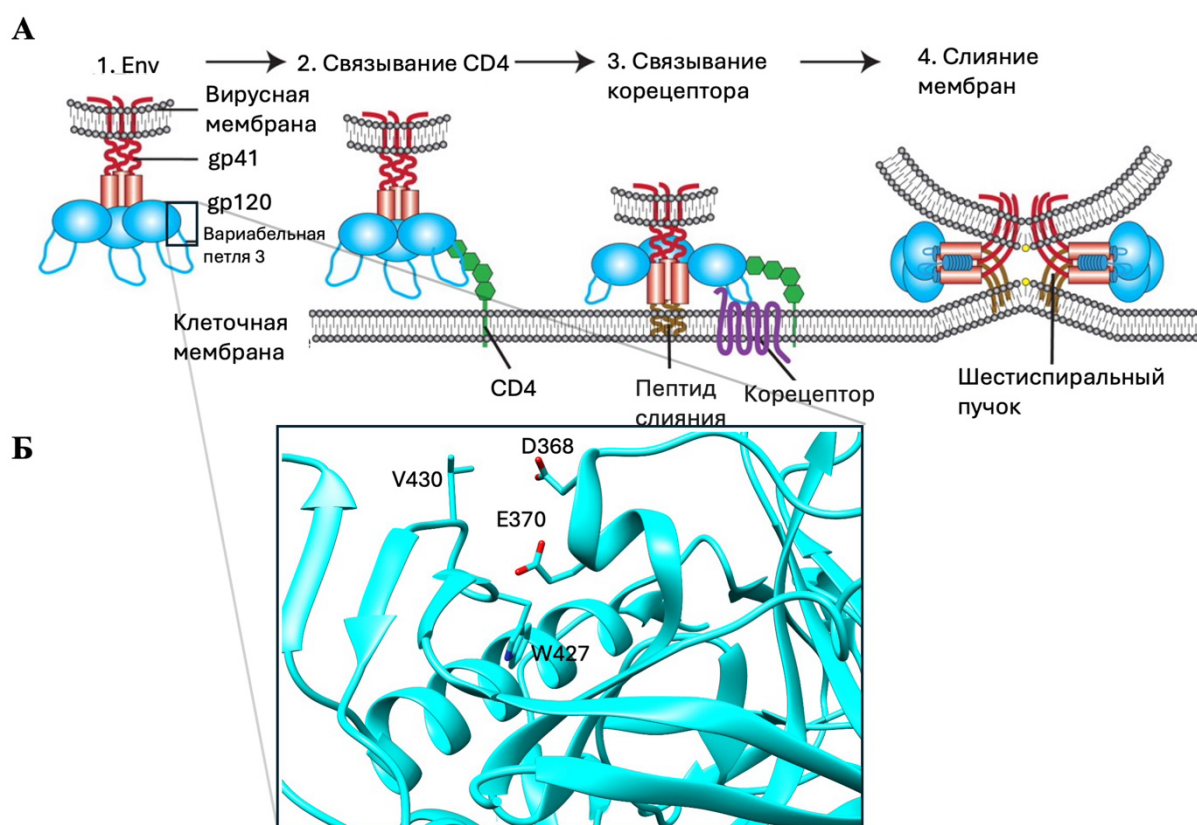 А
1. Env
2. Связывание CD4
3. Связывание
корецептора
4. Слияние
мембран
Вирусная
мембрана
gp41
gp120
Вариабельная
петля 3
Клеточная
мембрана
CD4
Пептид
слияния
Корецептор
Шестиспиральный
пучок
Б
D368
V430
E370
W427